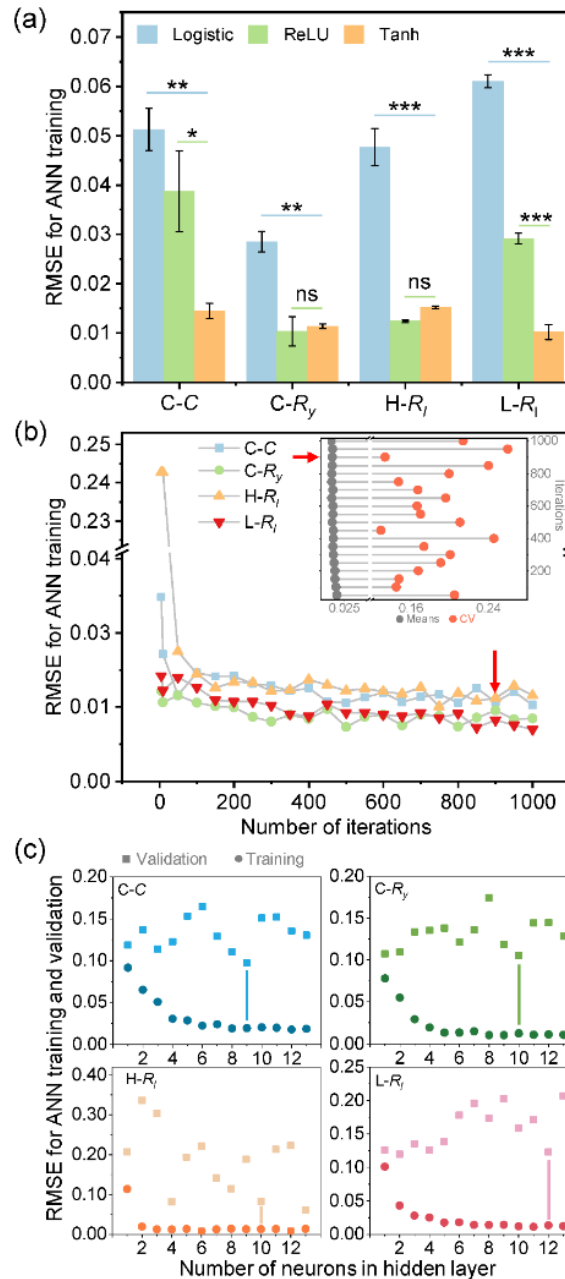 (a)
Logistic ReLU Tanh
RMSE for ANN training
0.07
0.06
0.05
0.04
0.03
0.02
0.01
0.00
** * ** ns *** ns *** ***
C-C C-Ry H-Rl L-Rl
(b)
RMSE for ANN training
0.25
0.24
0.23
0.04
0.03
0.01
0.00
C-C
C-Ry
H-Rl
L-Rl
1000
800
600
400
200
Iterations
0.025 0.16 0.24
Means CV
0 200 400 600 800 1000
Number of iterations
(c)
Validation Training
RMSE for ANN training and validation
C-C
0.20
0.15
0.10
0.05
0.00
2 4 6 8 10 12
C-Ry
0.20
0.15
0.10
0.05
0.00
2 4 6 8 10 12
H-Rl
0.40
0.30
0.20
0.10
0.00
2 4 6 8 10 12
L-Rl
0.20
0.15
0.10
0.05
0.00
2 4 6 8 10 12
Number of neurons in hidden layer